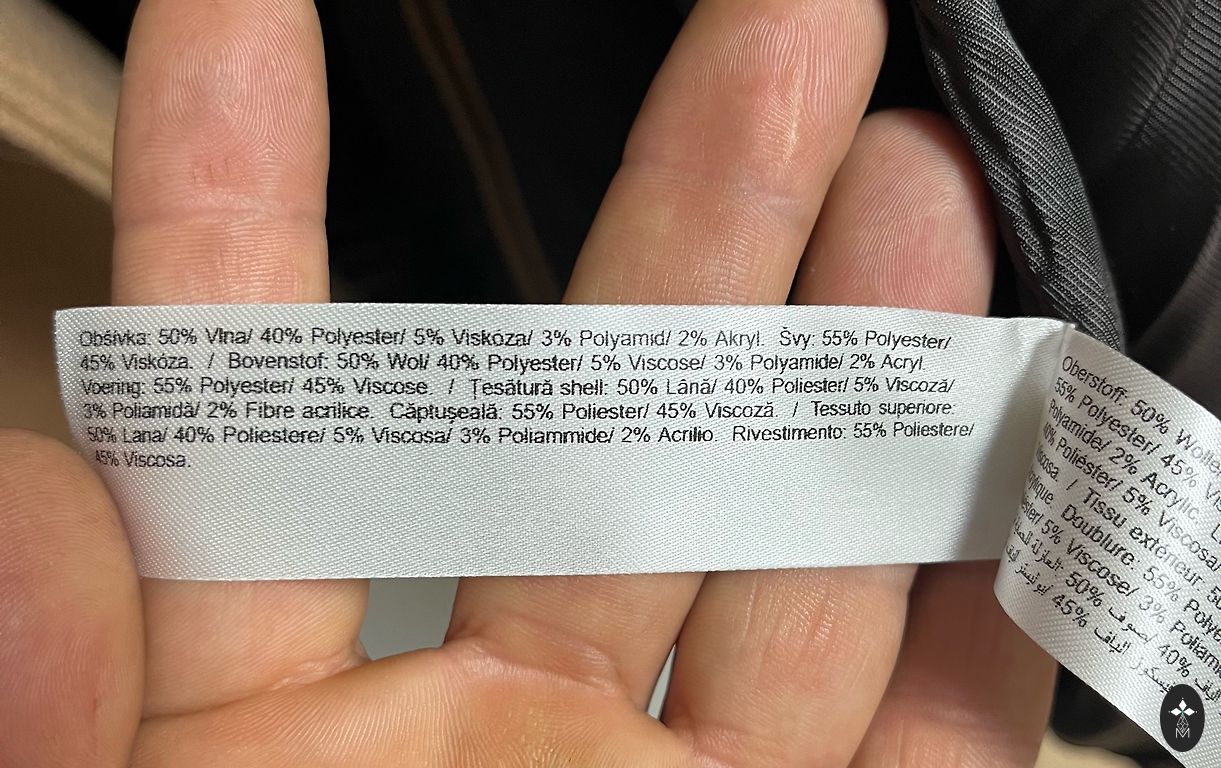 Obšívka: 50% Vlna/ 40% Polyester/ 5% Viskóza/ 3% Polyamid/ 2% Akryl. Švy: 55% Polyester/
45% Viskóza. / Bovenstof: 50% Wol/ 40% Polyester/ 5% Viscose/ 3% Polyamide/ 2% Acryl.
Voering: 55% Polyester/ 45% Viscose. / Țesătură shell: 50% Lână/ 40% Poliester/ 5% Viscoză/
3% Poliamidă/ 2% Fibre acrilice. Căptușeală: 55% Poliester/ 45% Viscoză. / Tessuto superiore:
50% Lana/ 40% Poliestere/ 5% Viscosa/ 3% Poliammide/ 2% Acrilio. Rivestimento: 55% Poliestere/
45% Viscosa.
Oberstoff: 50%
55% Polyester/ 45%
Polyamide/ 2% Acrylic.
40% Poliéster/ 5% Viscosa/
/ Tissu extérieur:
Doublure: 55%
5% Viscose/ 3%
50% صوف/ 40%
45%
M